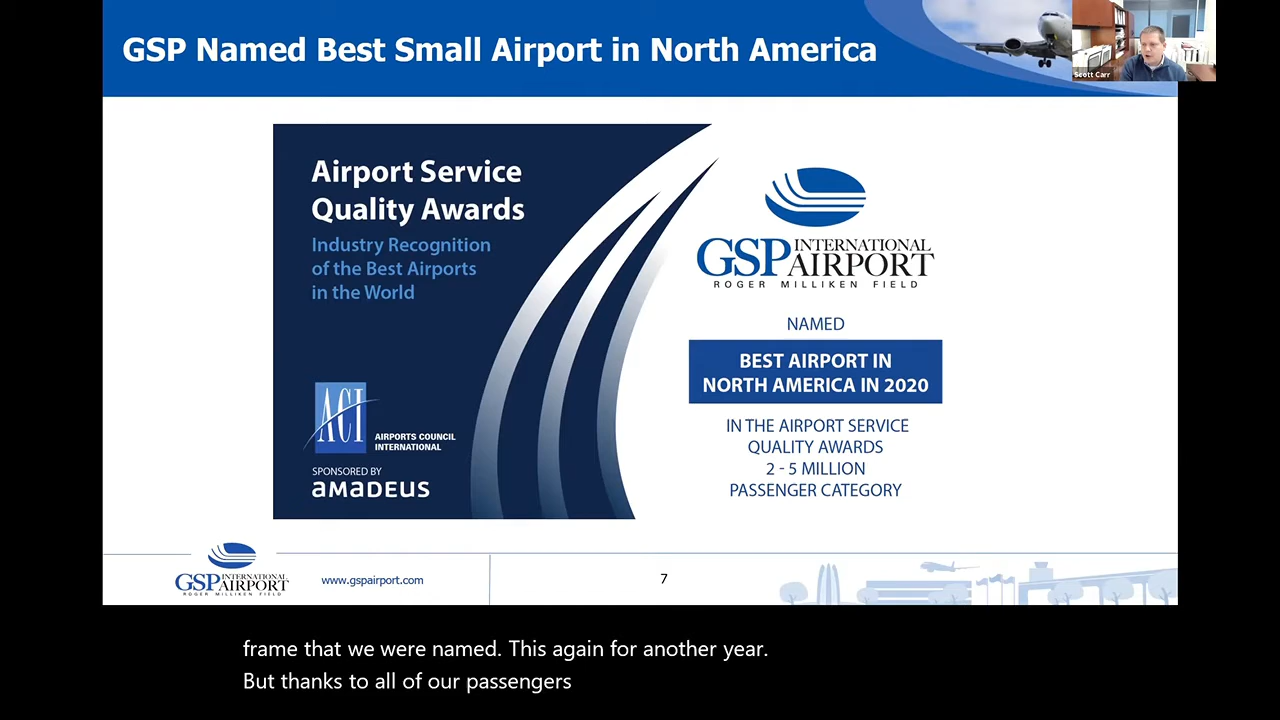 GSP Named Best Small Airport in North America
Scott Carr
Airport Service
Quality Awards
Industry Recognition
of the Best Airports
in the World
ACI
AIRPORTS COUNCIL
INTERNATIONAL
SPONSORED BY
amadeus
GSP INTERNATIONAL
AIRPORT
ROGER MILLIKEN FIELD
NAMED
BEST AIRPORT IN
NORTH AMERICA IN 2020
IN THE AIRPORT SERVICE
QUALITY AWARDS
2 - 5 MILLION
PASSENGER CATEGORY
GSP INTERNATIONAL
AIRPORT
ROGER MILLIKEN FIELD
www.gspairport.com
7
frame that we were named. This again for another year.
But thanks to all of our passengers